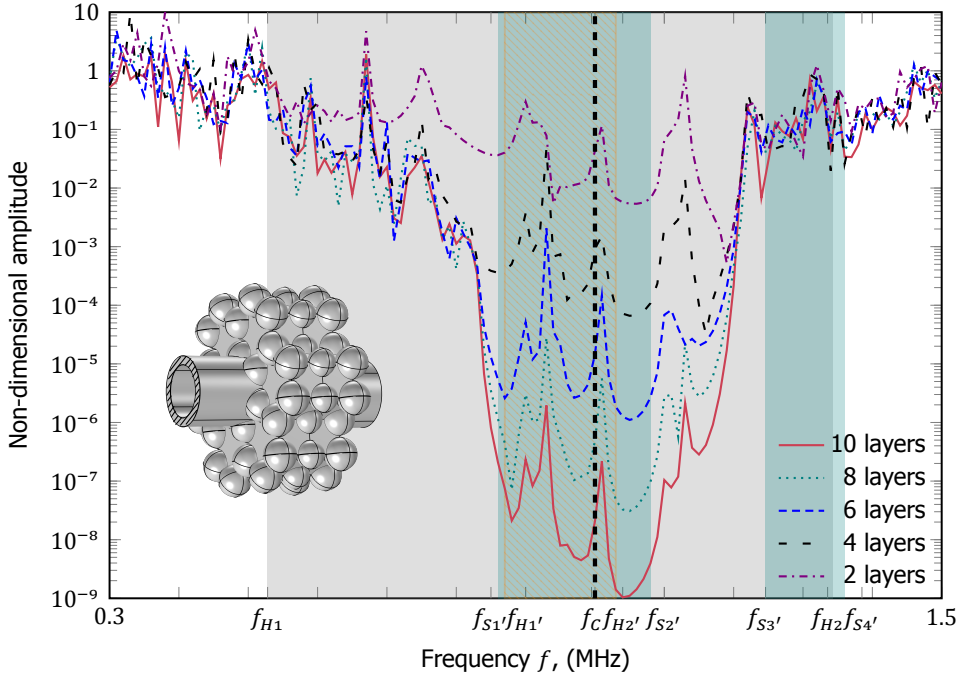 10
1
10⁻¹
10⁻²
10⁻³
10⁻⁴
10⁻⁵
10⁻⁶
10⁻⁷
10⁻⁸
10⁻⁹
Non-dimensional amplitude
10 layers
8 layers
6 layers
4 layers
2 layers
0.3 f_H1 f_S1′ f_H1′ f_C f_H2′ f_S2′ f_S3′ f_H2 f_S4′ 1.5
Frequency f, (MHz)